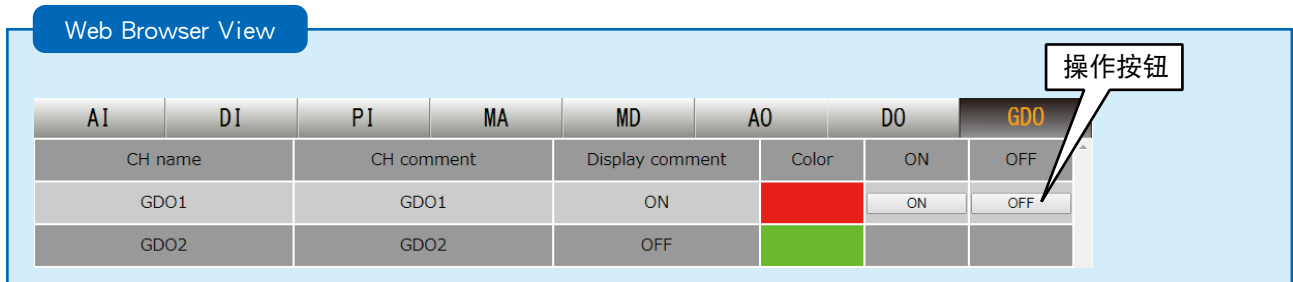 Web Browser View
操作按钮
AI DI PI MA MD AO DO GDO
CH name CH comment Display comment Color ON OFF
GDO1 GDO1 ON ON OFF
GDO2 GDO2 OFF